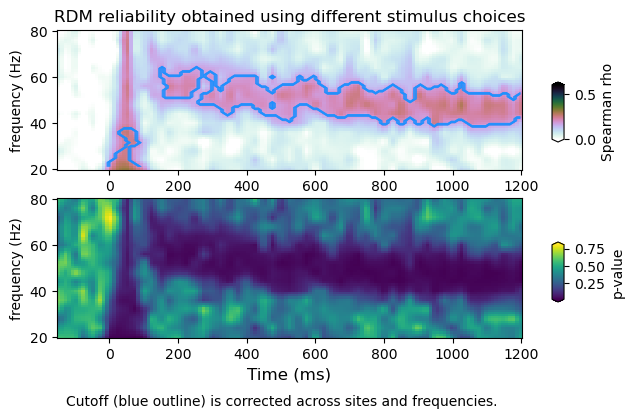 RDM reliability obtained using different stimulus choices
80
60
40
20
frequency (Hz)
0 200 400 600 800 1000 1200
0.5
0.0
Spearman rho
80
60
40
20
frequency (Hz)
0 200 400 600 800 1000 1200
Time (ms)
0.75
0.50
0.25
p-value
Cutoff (blue outline) is corrected across sites and frequencies.